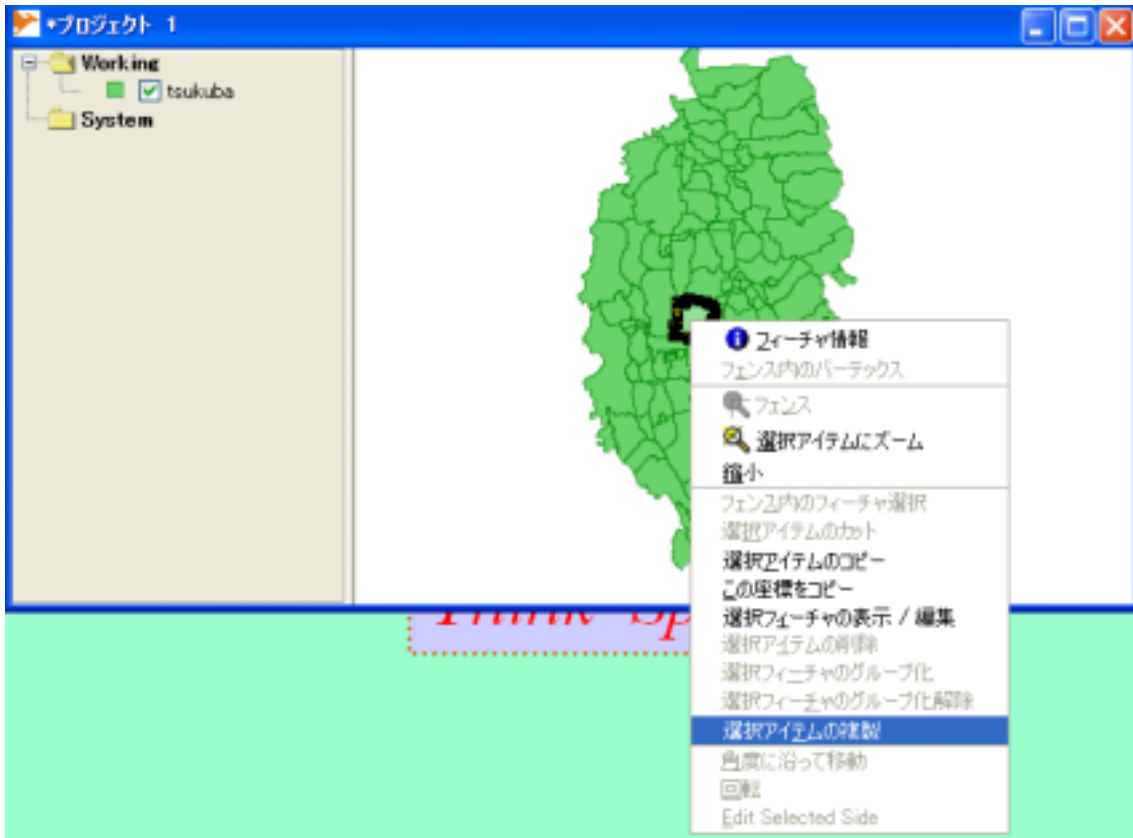 *プロジェクト 1
Working
tsukuba
System
フィーチャ情報
フェンス内のバーテックス
フェンス
選択アイテムにズーム
縮小
フェンス内のフィーチャ選択
選択アイテムのカット
選択アイテムのコピー
この座標をコピー
選択フィーチャの表示 / 編集
選択アイテムの削除
選択フィーチャのグループ化
選択フィーチャのグループ化解除
選択アイテムの複製
角度に沿って移動
回転
Edit Selected Side
Think Sp